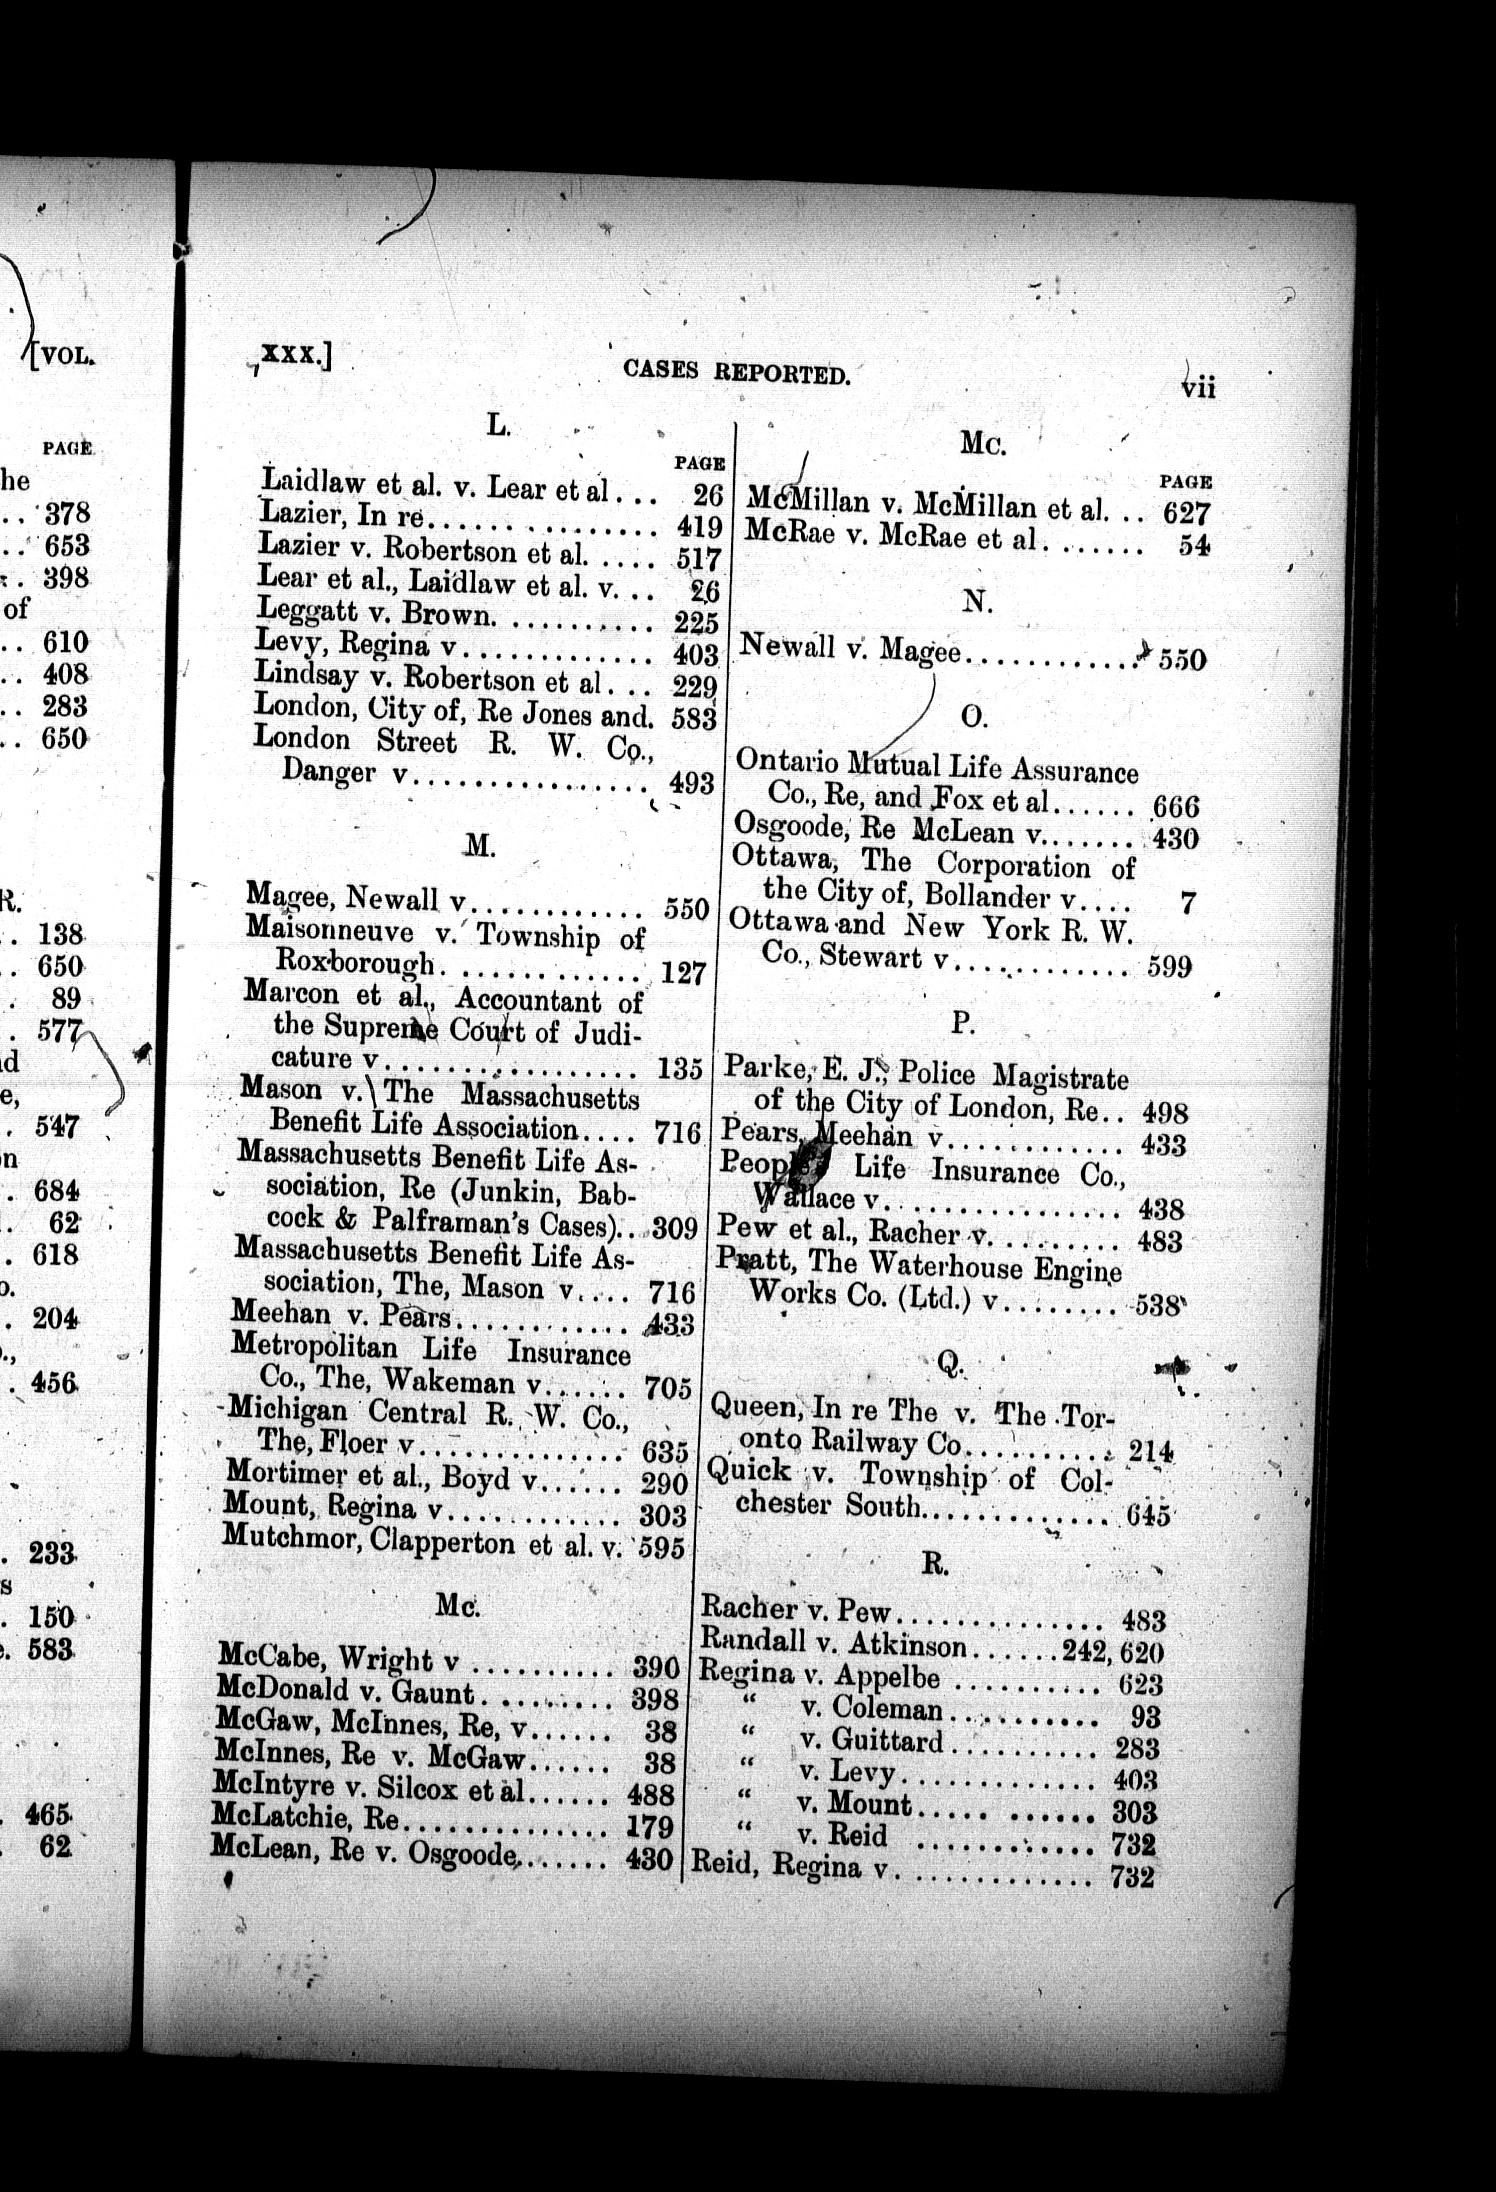 [VOL.
PAGE
he
.. 378
.. 653
. 398
of
.. 610
.. 408
.. 283
.. 650
R.
. 138
. 650
. 89
. 577
d
e,
. 547
n
. 684
. 62
. 618
o.
. 204
.,
. 456
. 233
s
. 150
. 583
. 465
. 62
XXX.]
CASES REPORTED.
vii
L.
PAGE
Laidlaw et al. v. Lear et al... 26
Lazier, In re............... 419
Lazier v. Robertson et al. .... 517
Lear et al., Laidlaw et al. v. .. 26
Leggatt v. Brown. .......... 225
Levy, Regina v............. 403
Lindsay v. Robertson et al... 229
London, City of, Re Jones and. 583
London Street R. W. Co.,
Danger v................ 493
M.
Magee, Newall v............ 550
Maisonneuve v. Township of
Roxborough. ............ 127
Marcon et al., Accountant of
the Supreme Court of Judi-
cature v................. 135
Mason v. The Massachusetts
Benefit Life Association.... 716
Massachusetts Benefit Life As-
sociation, Re (Junkin, Bab-
cock & Palframan's Cases).. 309
Massachusetts Benefit Life As-
sociation, The, Mason v.... 716
Meehan v. Pears............ 433
Metropolitan Life Insurance
Co., The, Wakeman v...... 705
Michigan Central R. W. Co.,
The, Floer v.............. 635
Mortimer et al., Boyd v...... 290
Mount, Regina v............ 303
Mutchmor, Clapperton et al. v. 595
Mc.
McCabe, Wright v .......... 390
McDonald v. Gaunt.......... 398
McGaw, McInnes, Re, v...... 38
McInnes, Re v. McGaw...... 38
McIntyre v. Silcox et al...... 488
McLatchie, Re.............. 179
McLean, Re v. Osgoode....... 430
Mc.
PAGE
McMillan v. McMillan et al. .. 627
McRae v. McRae et al. ...... 54
N.
Newall v. Magee............ 550
O.
Ontario Mutual Life Assurance
Co., Re, and Fox et al...... 666
Osgoode, Re McLean v....... 430
Ottawa, The Corporation of
the City of, Bollander v.... 7
Ottawa and New York R. W.
Co., Stewart v............ 599
P.
Parke, E. J., Police Magistrate
of the City of London, Re.. 498
Pears, Meehan v............ 433
People's Life Insurance Co.,
Wallace v................ 438
Pew et al., Racher v......... 483
Pratt, The Waterhouse Engine
Works Co. (Ltd.) v........ 538
Q.
Queen, In re The v. The Tor-
onto Railway Co.......... 214
Quick v. Township of Col-
chester South............. 645
R.
Racher v. Pew.............. 483
Randall v. Atkinson......242, 620
Regina v. Appelbe .......... 623
“ v. Coleman.......... 93
“ v. Guittard.......... 283
“ v. Levy............. 403
“ v. Mount..... ...... 303
“ v. Reid ............ 732
Reid, Regina v. ............ 732